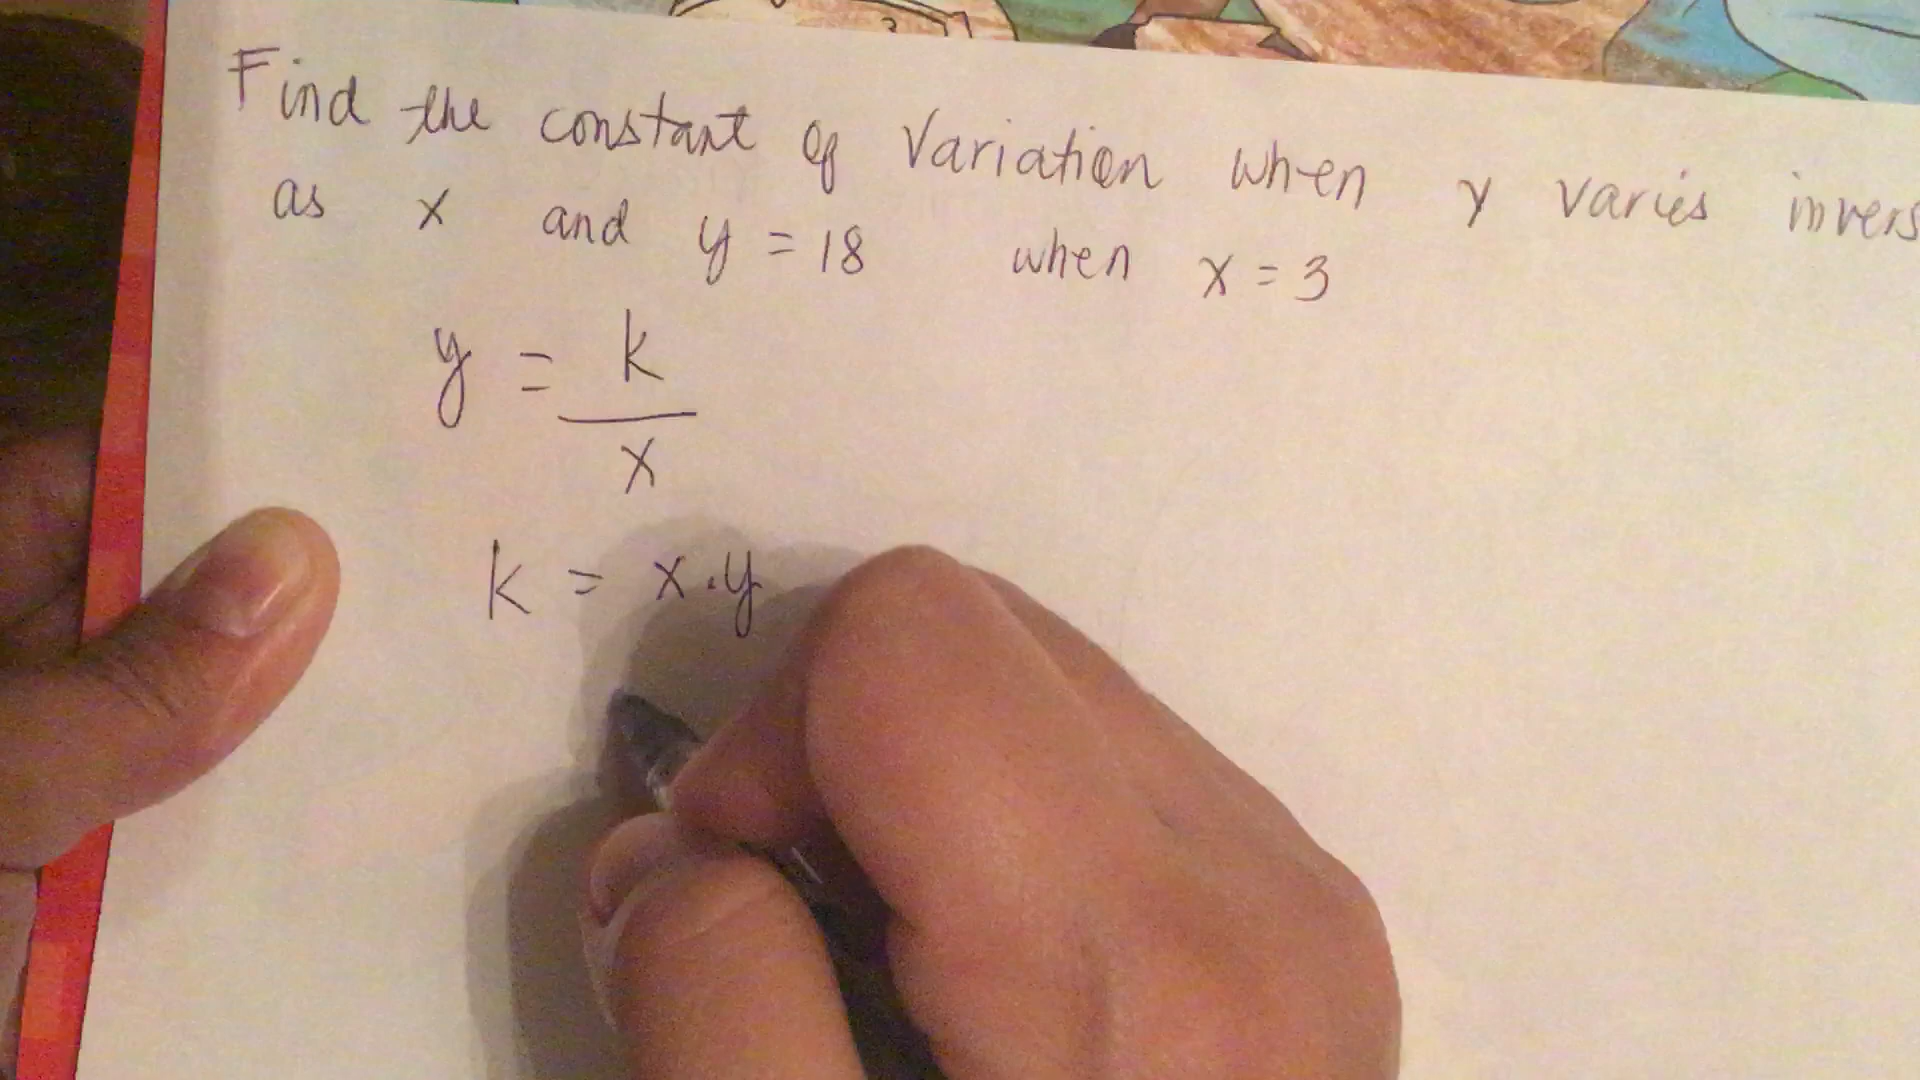 Find the constant of Variation when y varies invers
as x and y = 18 when x = 3
y = k
x
k = x.y